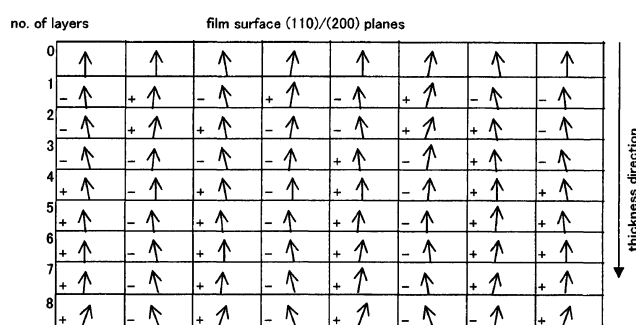 no. of layers film surface (110)/(200) planes
0
1
- + - + - + - -
2
- + + - - + + -
3
- - - - + - + -
4
+ - + - + - + +
5
+ - - - + - + +
6
+ - + - + - + +
7
+ - + - + - + +
8
+ - + - + - - +
thickness direction